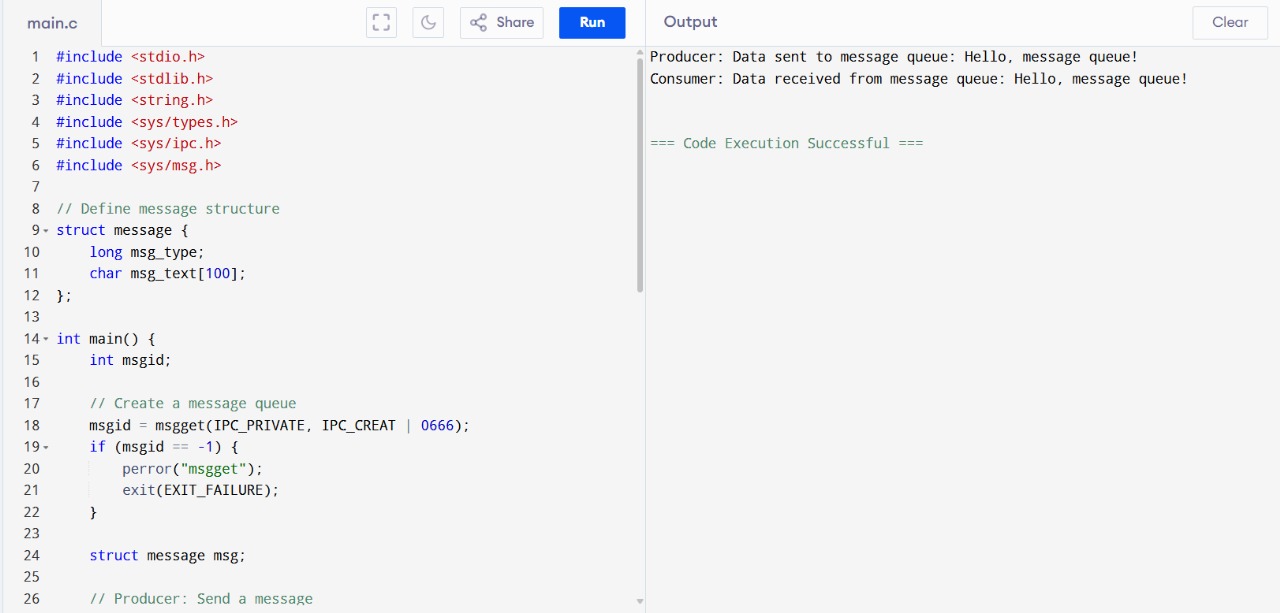 main.c
Share
Run
Output
Clear
1 #include <stdio.h>
2 #include <stdlib.h>
3 #include <string.h>
4 #include <sys/types.h>
5 #include <sys/ipc.h>
6 #include <sys/msg.h>
7
8 // Define message structure
9 struct message {
10     long msg_type;
11     char msg_text[100];
12 };
13
14 int main() {
15     int msgid;
16
17     // Create a message queue
18     msgid = msgget(IPC_PRIVATE, IPC_CREAT | 0666);
19     if (msgid == -1) {
20         perror("msgget");
21         exit(EXIT_FAILURE);
22     }
23
24     struct message msg;
25
26     // Producer: Send a message
Producer: Data sent to message queue: Hello, message queue!
Consumer: Data received from message queue: Hello, message queue!
=== Code Execution Successful ===